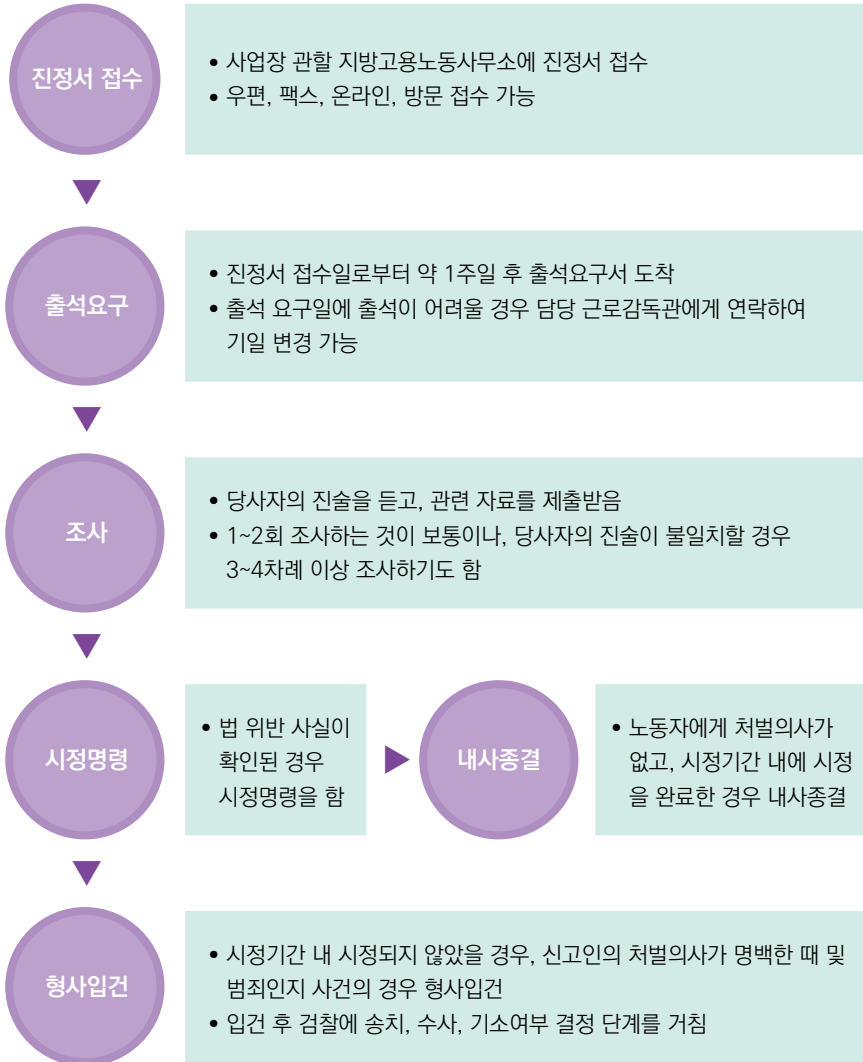 진정서 접수
• 사업장 관할 지방고용노동사무소에 진정서 접수
• 우편, 팩스, 온라인, 방문 접수 가능
출석요구
• 진정서 접수일로부터 약 1주일 후 출석요구서 도착
• 출석 요구일에 출석이 어려울 경우 담당 근로감독관에게 연락하여
기일 변경 가능
조사
• 당사자의 진술을 듣고, 관련 자료를 제출받음
• 1~2회 조사하는 것이 보통이나, 당사자의 진술이 불일치할 경우
3~4차례 이상 조사하기도 함
시정명령
• 법 위반 사실이
확인된 경우
시정명령을 함
내사종결
• 노동자에게 처벌의사가
없고, 시정기간 내에 시정
을 완료한 경우 내사종결
형사입건
• 시정기간 내 시정되지 않았을 경우, 신고인의 처벌의사가 명백한 때 및
범죄인지 사건의 경우 형사입건
• 입건 후 검찰에 송치, 수사, 기소여부 결정 단계를 거침